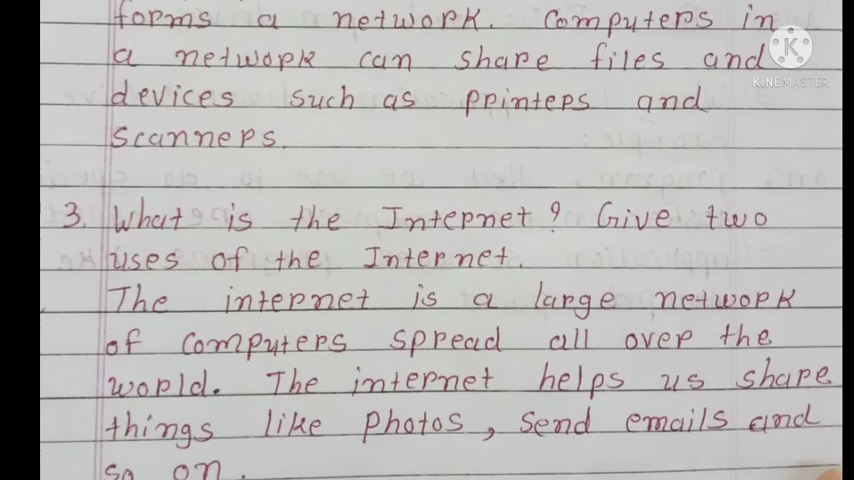 forms a network. Computers in
a network can share files and
devices such as printers and
scanners.
3. What is the Internet? Give two
uses of the Internet.
The internet is a large network
of computers spread all over the
world. The internet helps us share
things like photos, send emails and
so on.
KINEMASTER